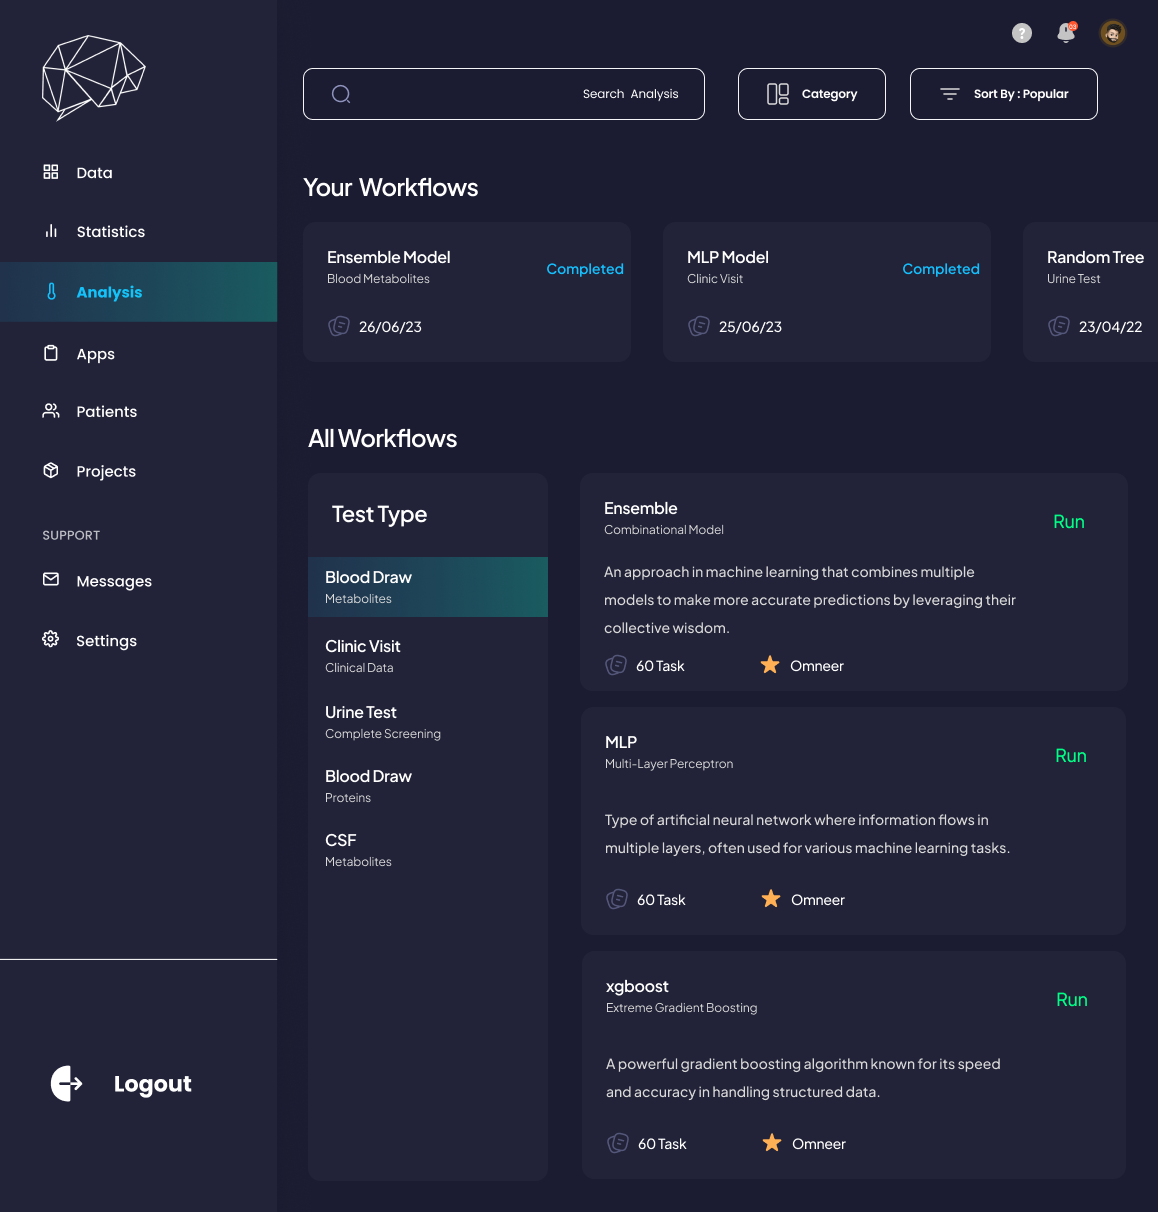 ?
03
Search Analysis
Category
Sort By : Popular
Data
Statistics
Analysis
Apps
Patients
Projects
SUPPORT
Messages
Settings
Logout
Your Workflows
Ensemble Model
Blood Metabolites
Completed
26/06/23
MLP Model
Clinic Visit
Completed
25/06/23
Random Tree
Urine Test
23/04/22
All Workflows
Test Type
Blood Draw
Metabolites
Clinic Visit
Clinical Data
Urine Test
Complete Screening
Blood Draw
Proteins
CSF
Metabolites
Ensemble
Combinational Model
Run
An approach in machine learning that combines multiple
models to make more accurate predictions by leveraging their
collective wisdom.
60 Task
Omneer
MLP
Multi-Layer Perceptron
Run
Type of artificial neural network where information flows in
multiple layers, often used for various machine learning tasks.
60 Task
Omneer
xgboost
Extreme Gradient Boosting
Run
A powerful gradient boosting algorithm known for its speed
and accuracy in handling structured data.
60 Task
Omneer